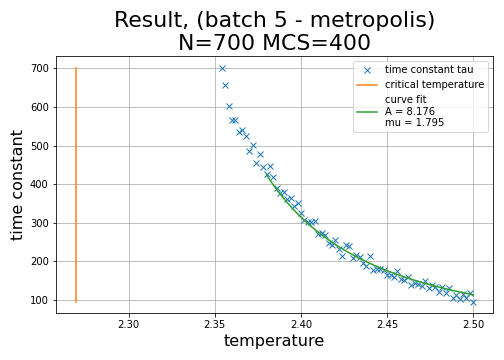 Result, (batch 5 - metropolis)
N=700 MCS=400
time constant tau
critical temperature
curve fit
A = 8.176
mu = 1.795
time constant
700
600
500
400
300
200
100
2.30
2.35
2.40
2.45
2.50
temperature